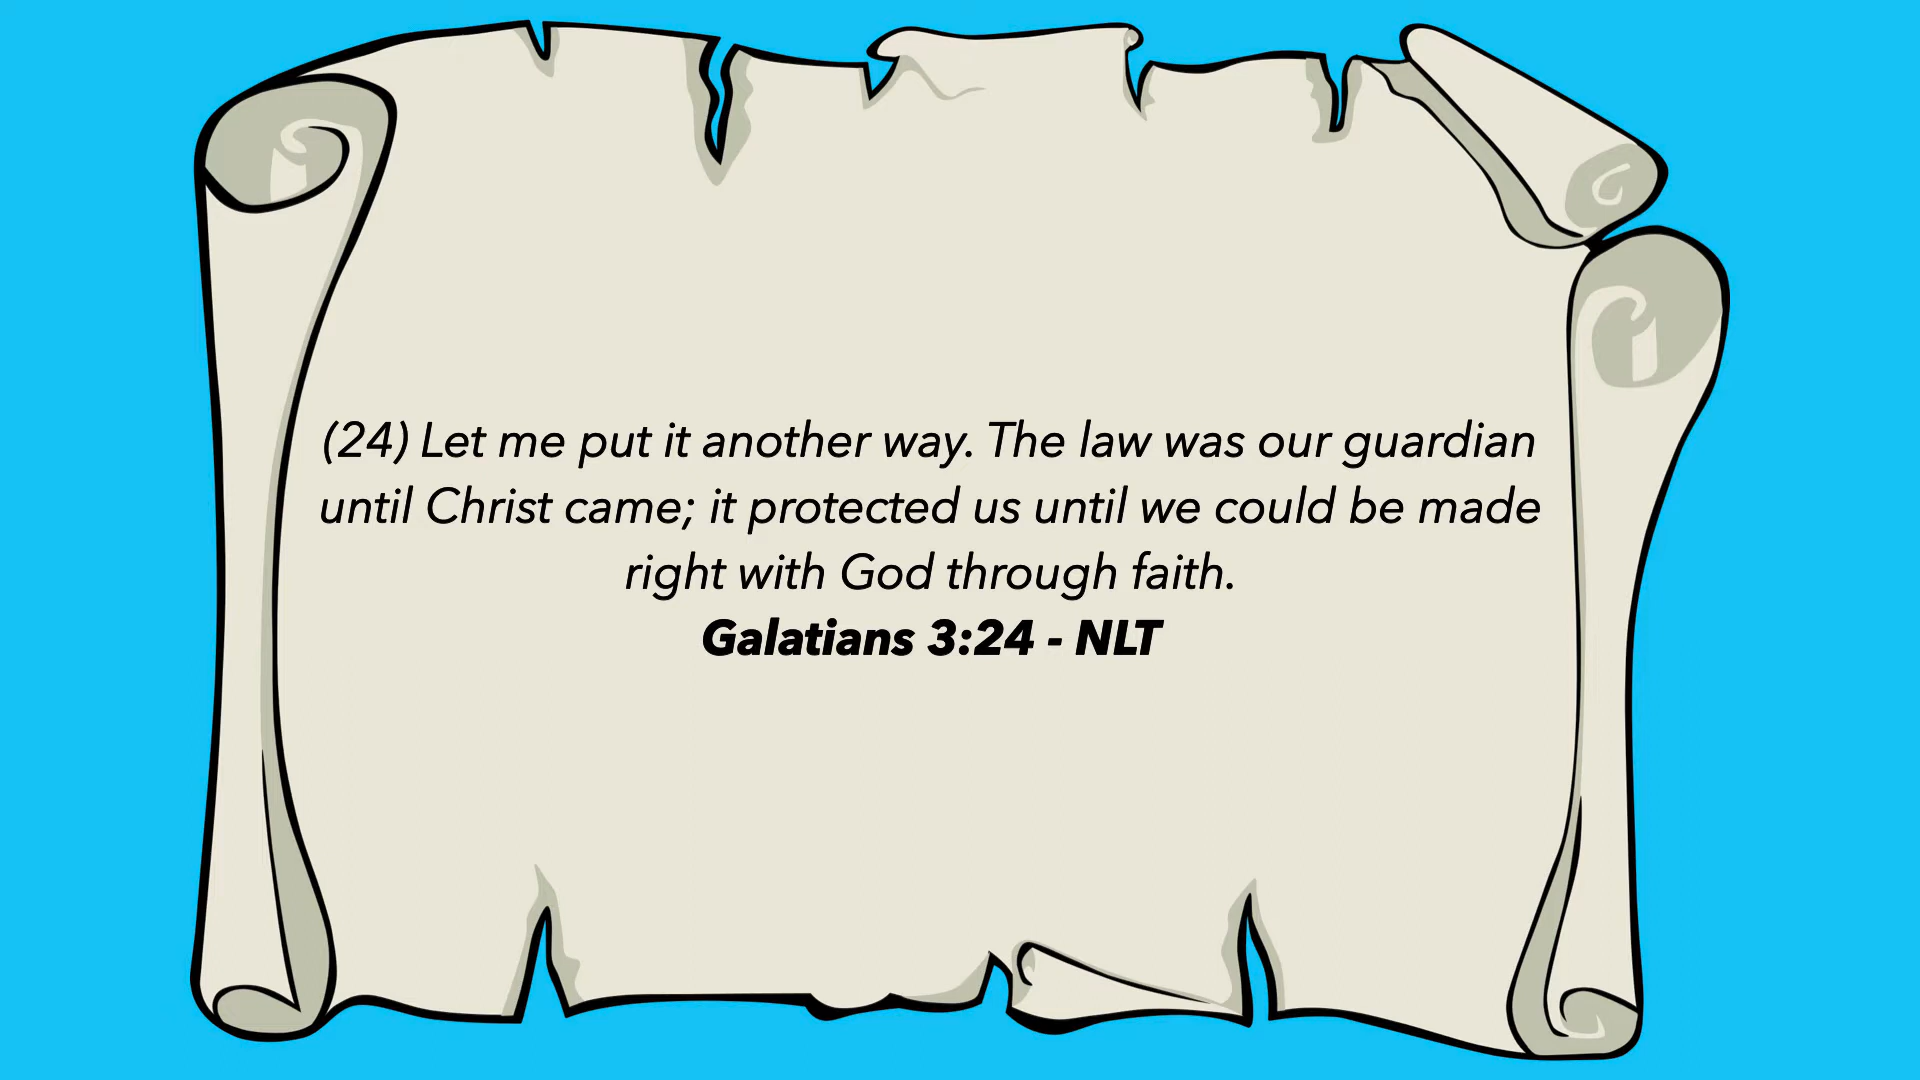 (24) Let me put it another way. The law was our guardian
until Christ came; it protected us until we could be made
right with God through faith.
Galatians 3:24 - NLT